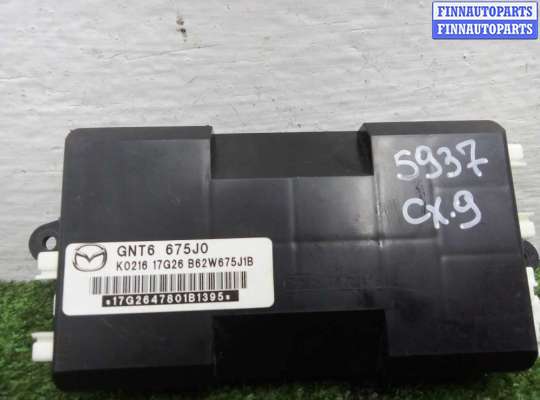 FINNAUTOPARTS
FINNAUTOPARTS
5937
CX.9
GNT6 675J0
K0216 17G26 B62W675J1B
*17G2647801B1395*